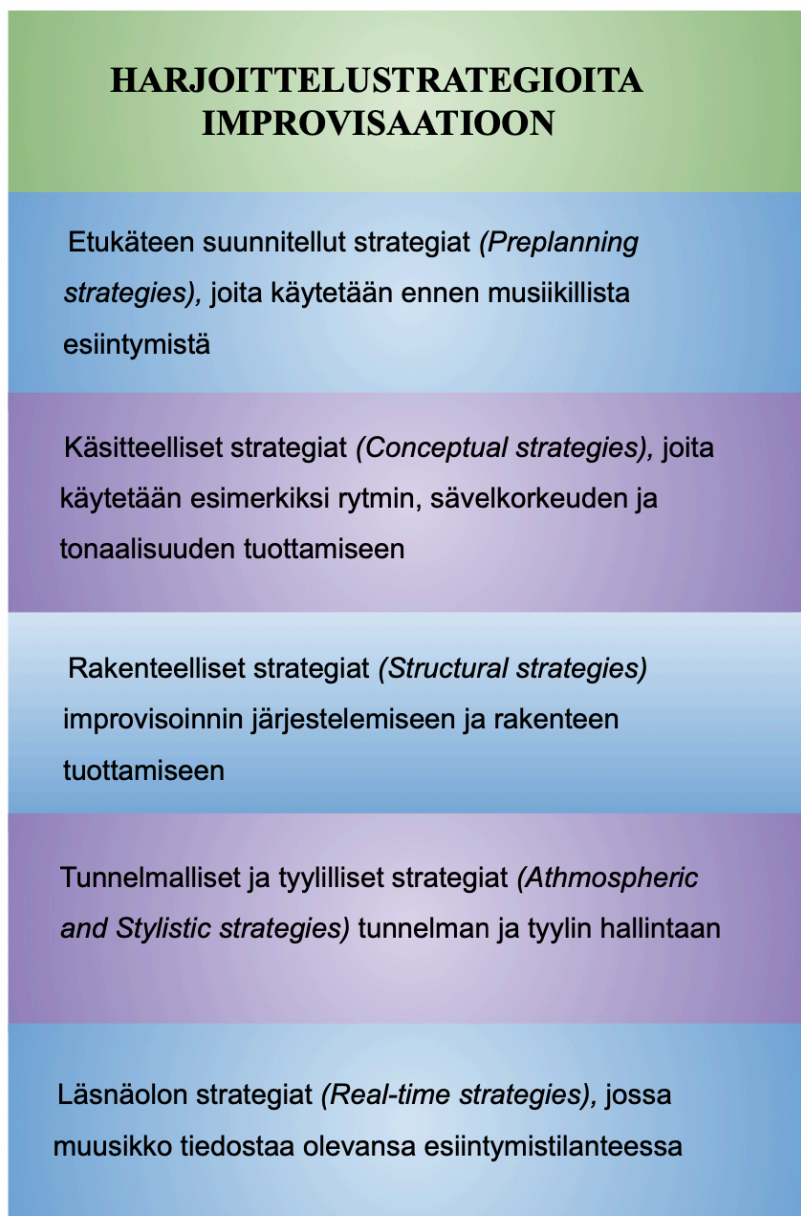 HARJOITTELUSTRATEGIOITA
IMPROVISAATIOON
Etukäteen suunnitellut strategiat (Preplanning
strategies), joita käytetään ennen musiikillista
esiintymistä
Käsitteelliset strategiat (Conceptual strategies), joita
käytetään esimerkiksi rytmin, sävelkorkeuden ja
tonaalisuuden tuottamiseen
Rakenteelliset strategiat (Structural strategies)
improvisoinnin järjestelemiseen ja rakenteen
tuottamiseen
Tunnelmalliset ja tyylilliset strategiat (Athmospheric
and Stylistic strategies) tunnelman ja tyylin hallintaan
Läsnäolon strategiat (Real-time strategies), jossa
muusikko tiedostaa olevansa esiintymistilanteessa